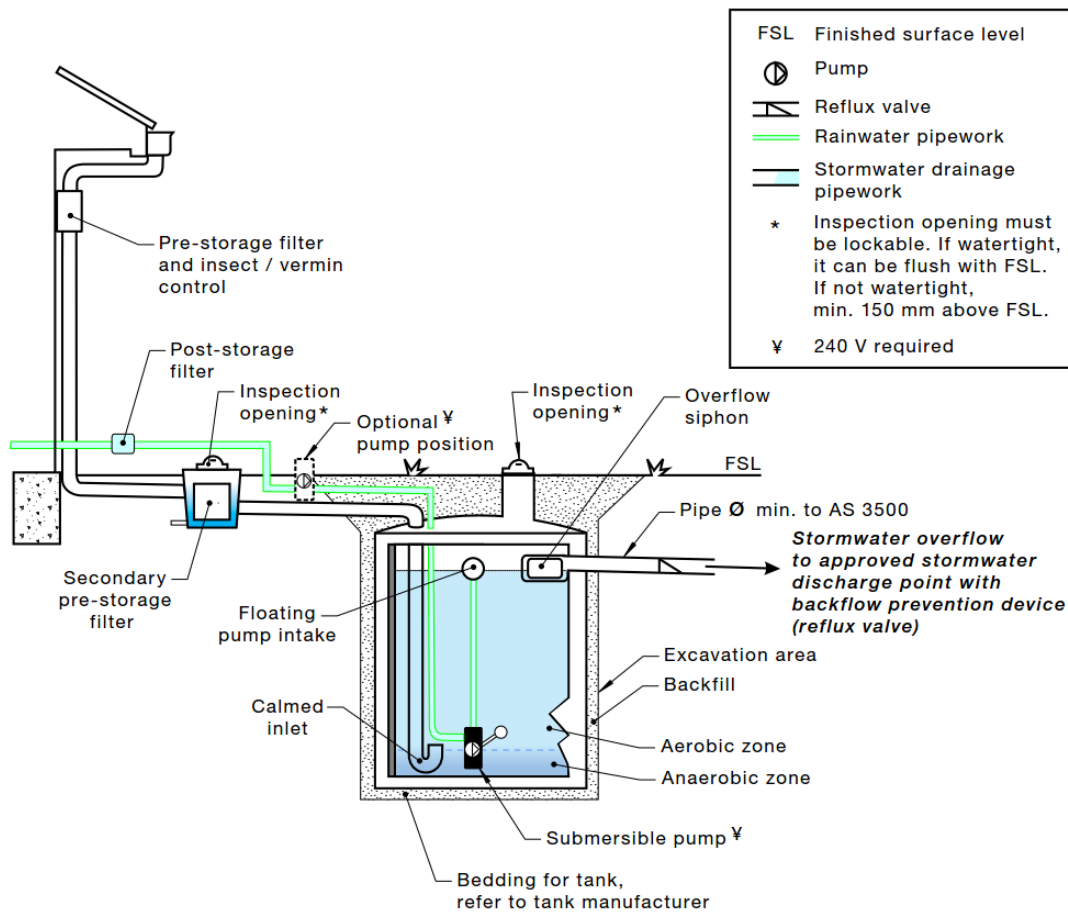 FSL Finished surface level
Pump
Reflux valve
Rainwater pipework
Stormwater drainage
pipework
* Inspection opening must
be lockable. If watertight,
it can be flush with FSL.
If not watertight,
min. 150 mm above FSL.
¥ 240 V required
Pre-storage filter
and insect / vermin
control
Post-storage
filter
Inspection
opening*
Optional ¥
pump position
Inspection
opening*
Overflow
siphon
FSL
Pipe Ø min. to AS 3500
Stormwater overflow
to approved stormwater
discharge point with
backflow prevention device
(reflux valve)
Secondary
pre-storage
filter
Floating
pump intake
Excavation area
Backfill
Calmed
inlet
Aerobic zone
Anaerobic zone
Submersible pump ¥
Bedding for tank,
refer to tank manufacturer